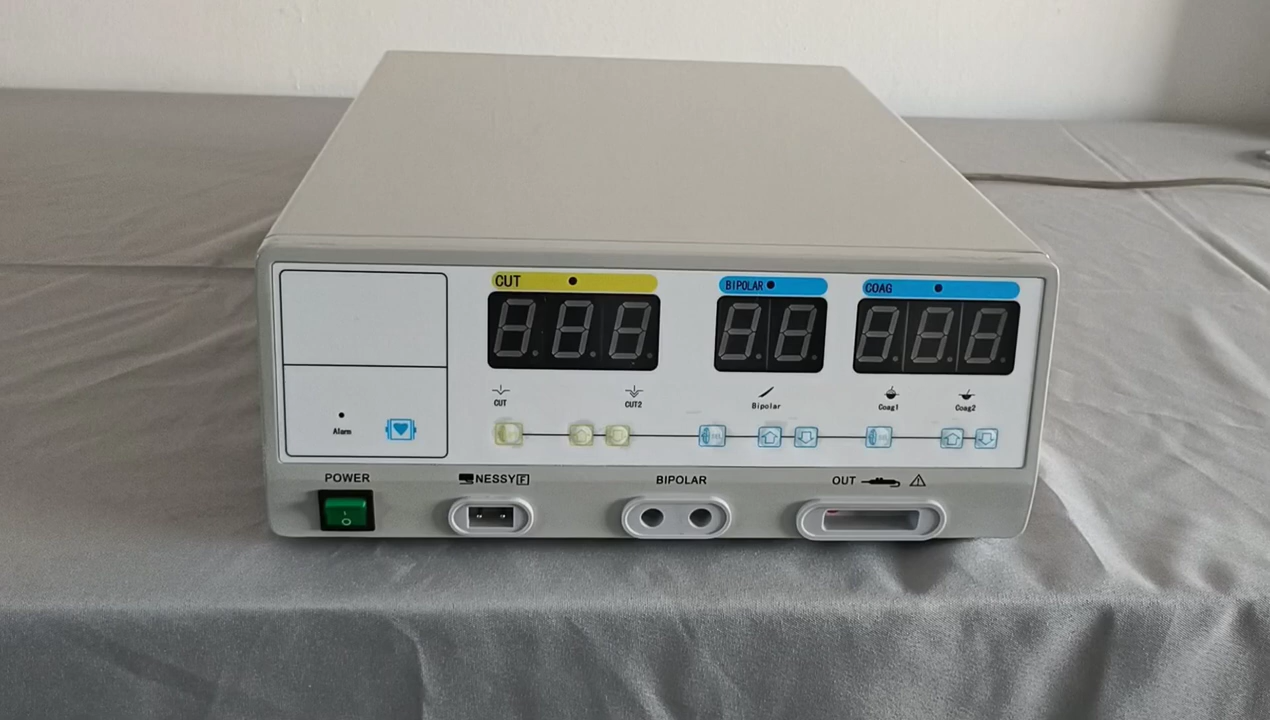 CUT
BIPOLAR
COAG
CUT
CUT2
Bipolar
Coag1
Coag2
Alarm
POWER
NESSY F
BIPOLAR
OUT